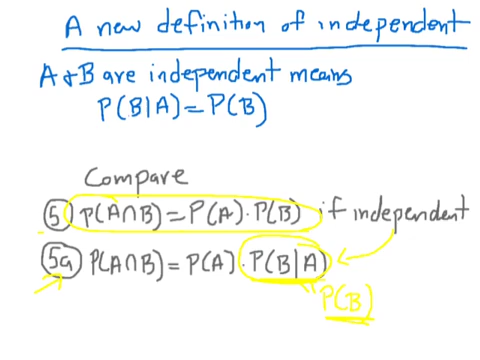 A new definition of independent
A & B are independent means
P(B|A) = P(B)
Compare
⑤ P(A∩B) = P(A) · P(B) if independent
5a P(A∩B) = P(A) · P(B|A)
P(B)